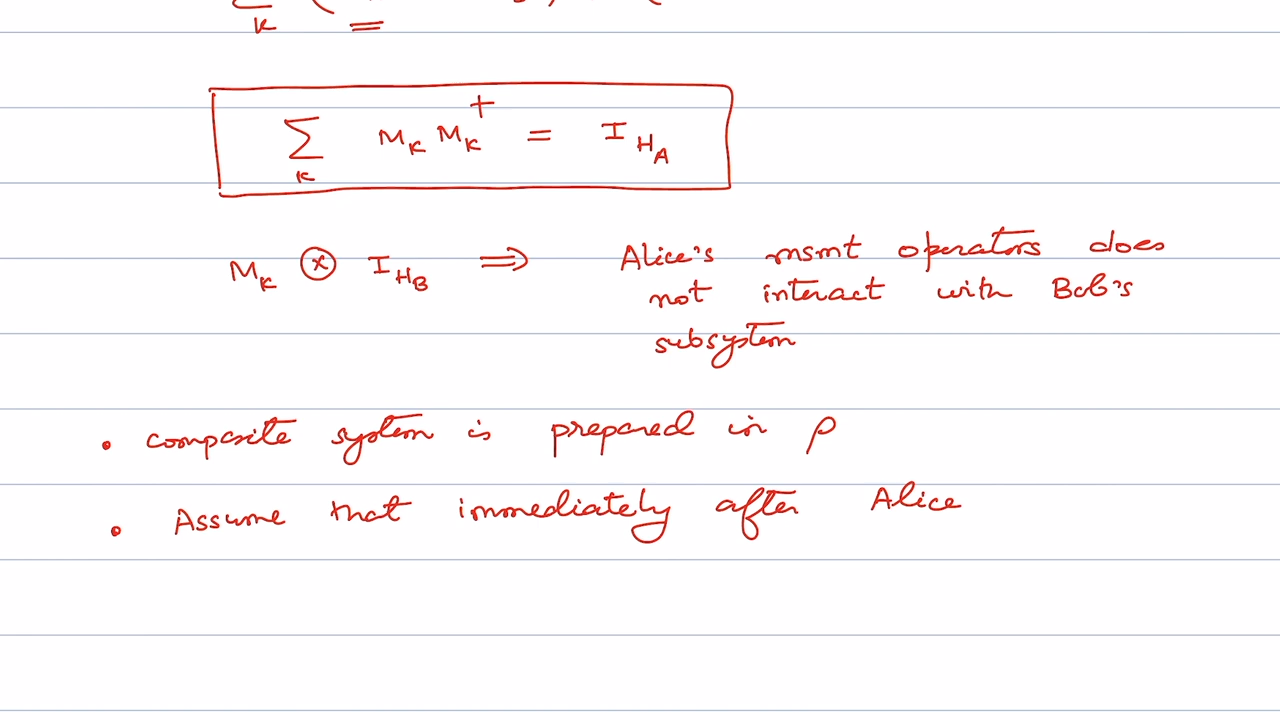 K =
∑_K M_K M_K^† = I_{H_A}
M_K ⊗ I_{H_B} ⟹ Alice's msmt operators does
not interact with Bob's
subsystem
• composite system is prepared in ρ
• Assume that immediately after Alice